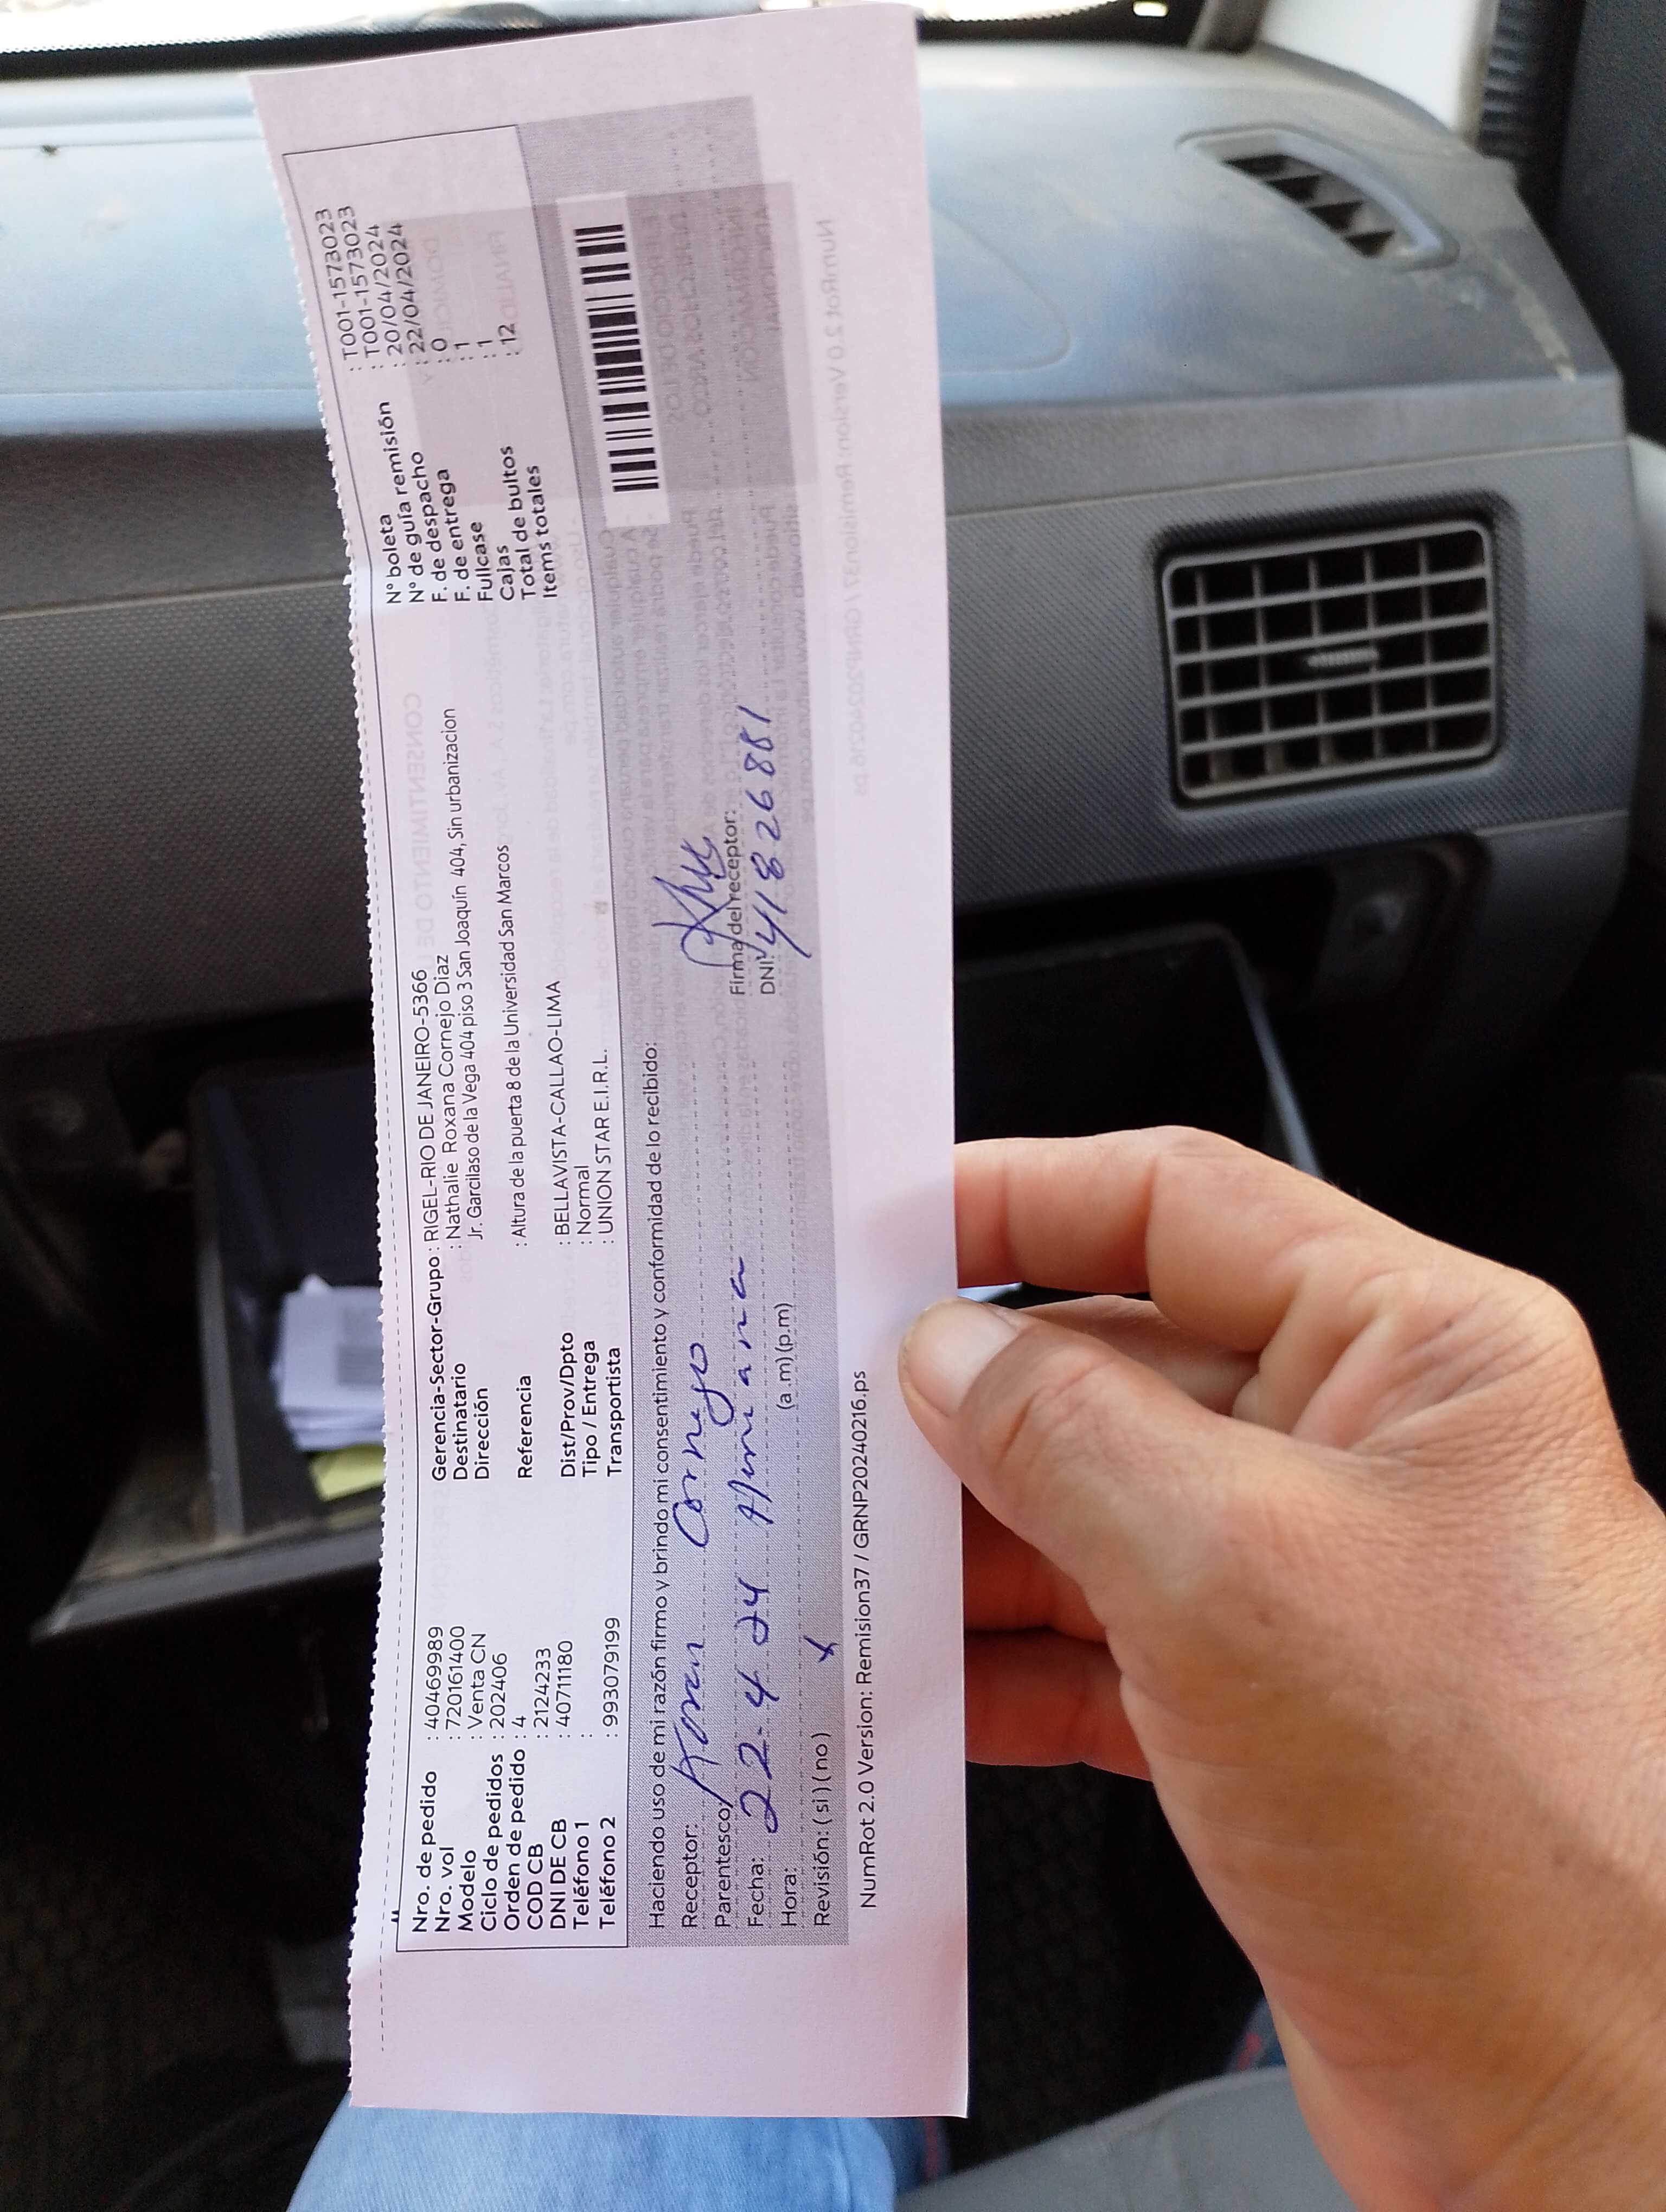 Nro. de pedido : 40469989
Nro. vol : 720161400
Modelo : Venta CN
Ciclo de pedidos : 202406
Orden de pedido : 4
COD CB : 2124233
DNI DE CB : 40711180
Teléfono 1 :
Teléfono 2 : 993079199
Gerencia-Sector-Grupo : RIGEL-RIO DE JANEIRO-5366
Destinatario : Nathalie Roxana Cornejo Diaz
Dirección Jr. Garcilaso de la Vega 404 piso 3 San Joaquín 404, Sin urbanizacion
Referencia : Altura de la puerta 8 de la Universidad San Marcos
Dist/Prov/Dpto : BELLAVISTA-CALLAO-LIMA
Tipo / Entrega : Normal
Transportista : UNION STAR E.I.R.L.
N° boleta : T001-1573023
N° de guía remisión : T001-1573023
F. de despacho : 20/04/2024
F. de entrega : 22/04/2024
Fullcase : 0
Cajas : 1
Total de bultos : 1
Items totales : 12
Haciendo uso de mi razón firmo y brindo mi consentimiento y conformidad de lo recibido:
Receptor: Cornejo
Parentesco:
Fecha: 22-4 24
Hora: (a.m) (p.m)
Revisión: ( si ) ( no ) x
Firma del receptor:
DNI: 41826881
NumRot 2.0 Version: Remision37 / GRNP20240216.ps